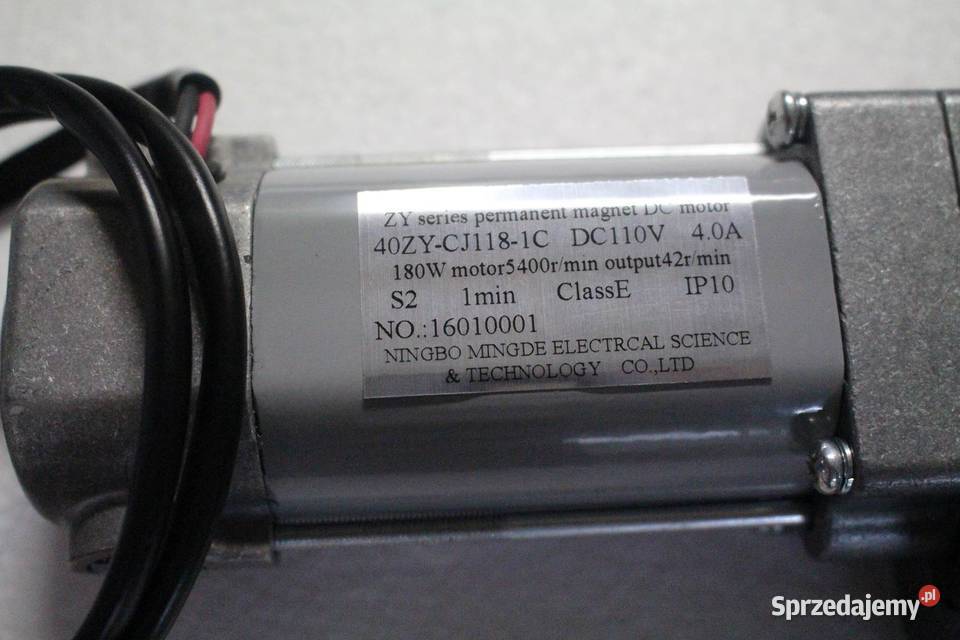 ZY series permanent magnet DC motor
40ZY-CJ118-1C DC110V 4.0A
180W motor5400r/min output42r/min
S2 1min ClassE IP10
NO.:16010001
NINGBO MINGDE ELECTRCAL SCIENCE
& TECHNOLOGY CO.,LTD
Sprzedajemy.pl